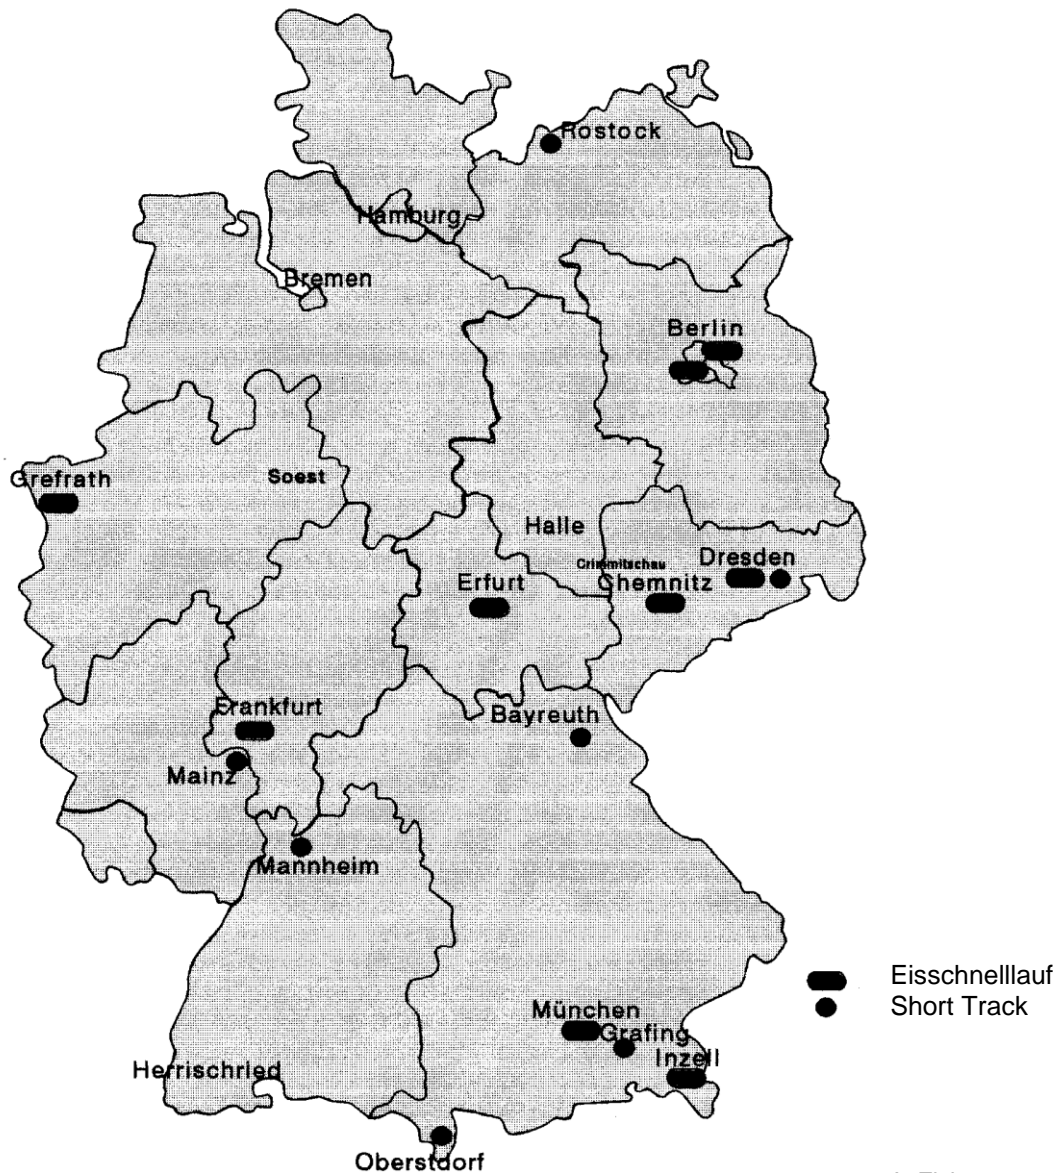 Rostock
Hamburg
Bremen
Berlin
Grefrath
Soest
Halle
Crimmitschau
Dresden
Erfurt
Chemnitz
Frankfurt
Bayreuth
Mainz
Mannheim
Eisschnelllauf
Short Track
München
Grafing
Inzell
Herrischried
Oberstdorf